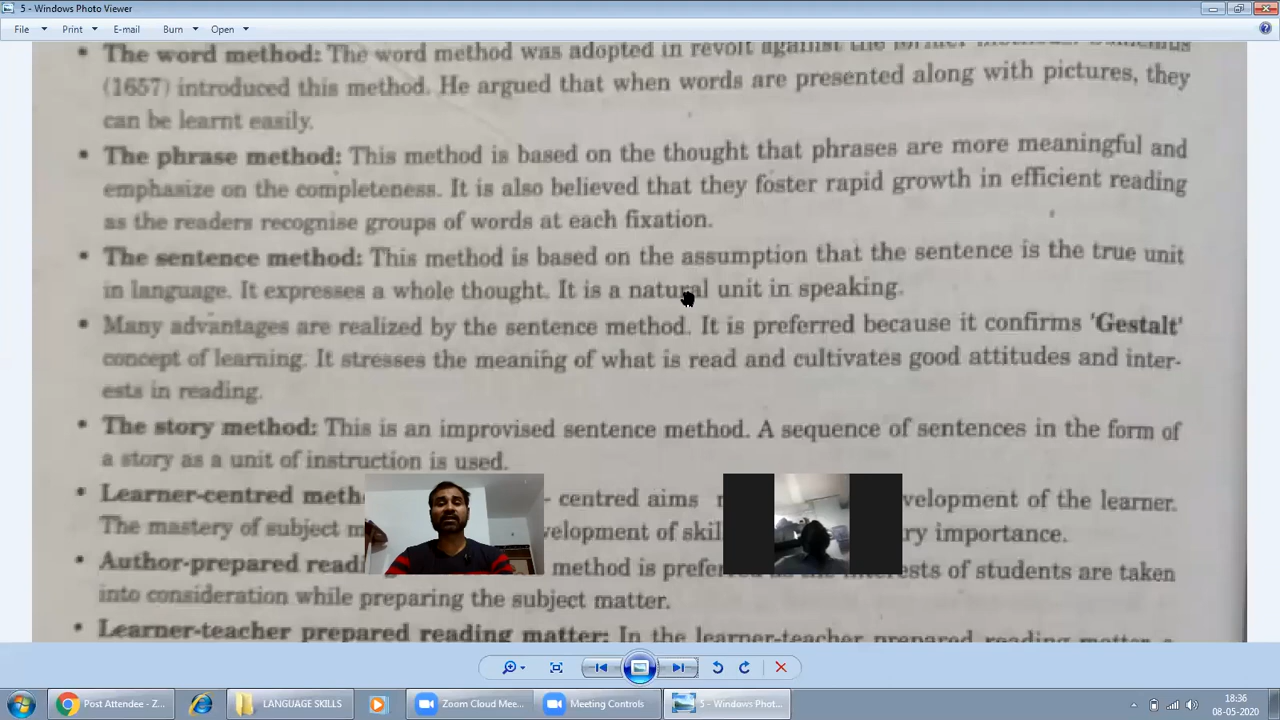 5 - Windows Photo Viewer
File Print E-mail Burn Open
• The word method: The word method was adopted in revolt against the former
(1657) introduced this method. He argued that when words are presented along with pictures, they
can be learnt easily.
• The phrase method: This method is based on the thought that phrases are more meaningful and
emphasize on the completeness. It is also believed that they foster rapid growth in efficient reading
as the readers recognise groups of words at each fixation.
• The sentence method: This method is based on the assumption that the sentence is the true unit
in language. It expresses a whole thought. It is a natural unit in speaking.
• Many advantages are realized by the sentence method. It is preferred because it confirms 'Gestalt'
concept of learning. It stresses the meaning of what is read and cultivates good attitudes and inter-
ests in reading.
• The story method: This is an improvised sentence method. A sequence of sentences in the form of
a story as a unit of instruction is used.
• Learner-centred meth - centred aims velopment of the learner.
The mastery of subject m velopment of skil ry importance.
• Author-prepared readi method is prefer rests of students are taken
into consideration while preparing the subject matter.
• Learner-teacher prepared reading matter: In the learner-teacher prepared reading matter, a
Post Attendee - Z... LANGUAGE SKILLS Zoom Cloud Mee... Meeting Controls 5 - Windows Phot... 18:36
08-05-2020